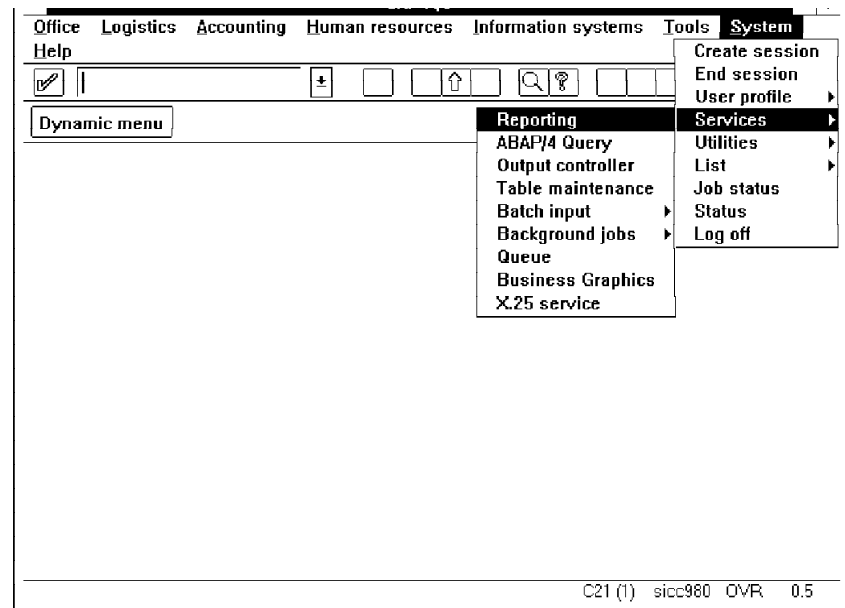 Office Logistics Accounting Human resources Information systems Tools System
Help
Create session
End session
User profile
Services
Utilities
List
Job status
Status
Log off
Dynamic menu
Reporting
ABAP/4 Query
Output controller
Table maintenance
Batch input
Background jobs
Queue
Business Graphics
X.25 service
C21 (1) sicc980 OVR 0.5